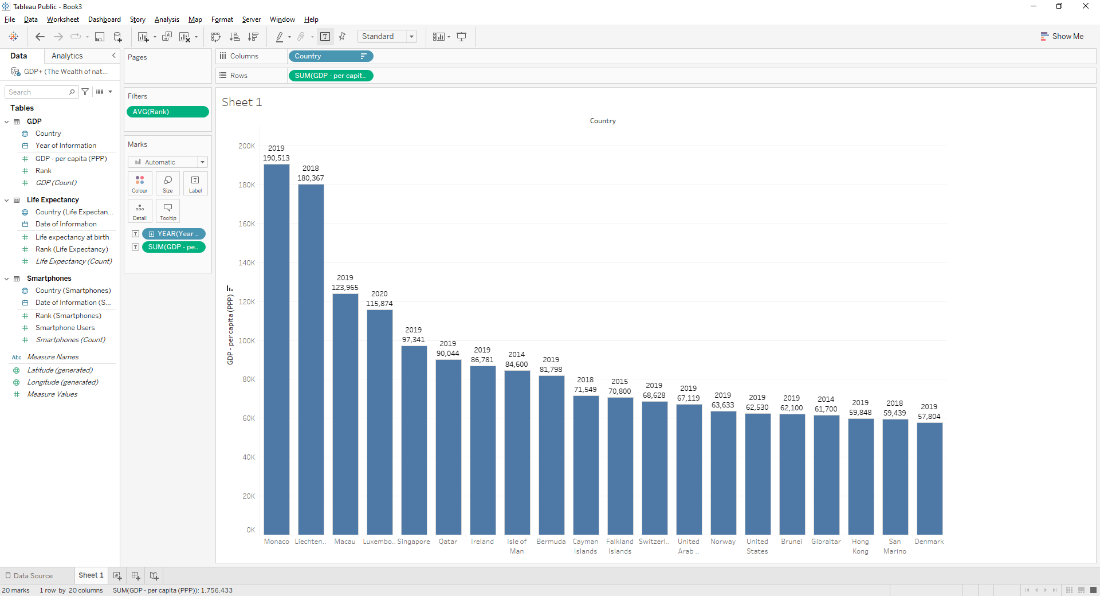 Tableau Public - Book3
File Data Worksheet Dashboard Story Analysis Map Format Server Window Help
Standard
Show Me
Data Analytics
GDP+ (The Wealth of nat...
Search
Tables
GDP
Country
Year of Information
GDP - per capita (PPP)
Rank
GDP (Count)
Life Expectancy
Country (Life Expectan...
Date of Information
Life expectancy at birth
Rank (Life Expectancy)
Life Expectancy (Count)
Smartphones
Country (Smartphones)
Date of Information (S...
Rank (Smartphones)
Smartphone Users
Smartphones (Count)
Abc Measure Names
Latitude (generated)
Longitude (generated)
Measure Values
Pages
Filters
AVG(Rank)
Marks
Automatic
Colour Size Label
Detail Tooltip
YEAR(Year ...
SUM(GDP - pe..
Columns Country
Rows SUM(GDP - per capit..
Sheet 1
Country
GDP - per capita (PPP)
200K
180K
160K
140K
120K
100K
80K
60K
40K
20K
0K
2019
190,513
2018
180,367
2019
123,965
2020
115,874
2019
97,341
2019
90,044
2019
86,781
2014
84,600
2019
81,798
2018
71,549
2015
70,800
2019
68,628
2019
67,119
2019
63,633
2019
62,530
2019
62,100
2014
61,700
2019
59,848
2018
59,439
2019
57,804
Monaco
Liechten..
Macau
Luxembo..
Singapore
Qatar
Ireland
Isle of
Man
Bermuda
Cayman
Islands
Falkland
Islands
Switzerl..
United
Arab ..
Norway
United
States
Brunei
Gibraltar
Hong
Kong
San
Marino
Denmark
Data Source Sheet 1
20 marks 1 row by 20 columns SUM(GDP - per capita (PPP)): 1,756,433